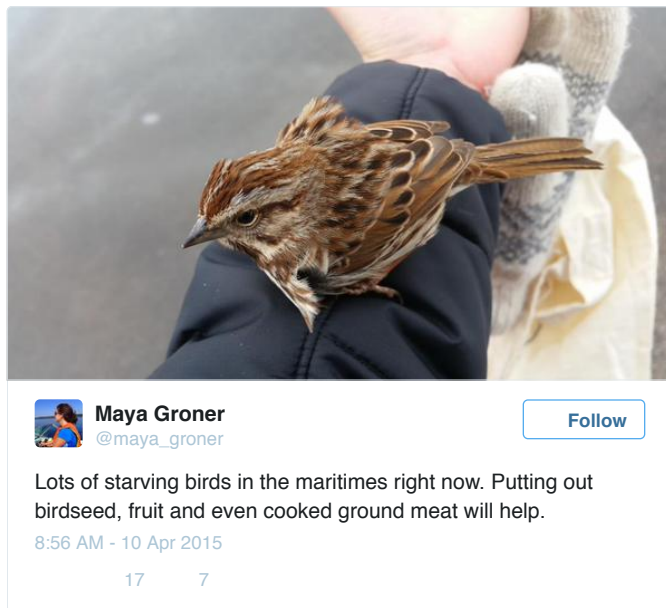 Maya Groner
@maya_groner
Follow
Lots of starving birds in the maritimes right now. Putting out
birdseed, fruit and even cooked ground meat will help.
8:56 AM - 10 Apr 2015
17 7